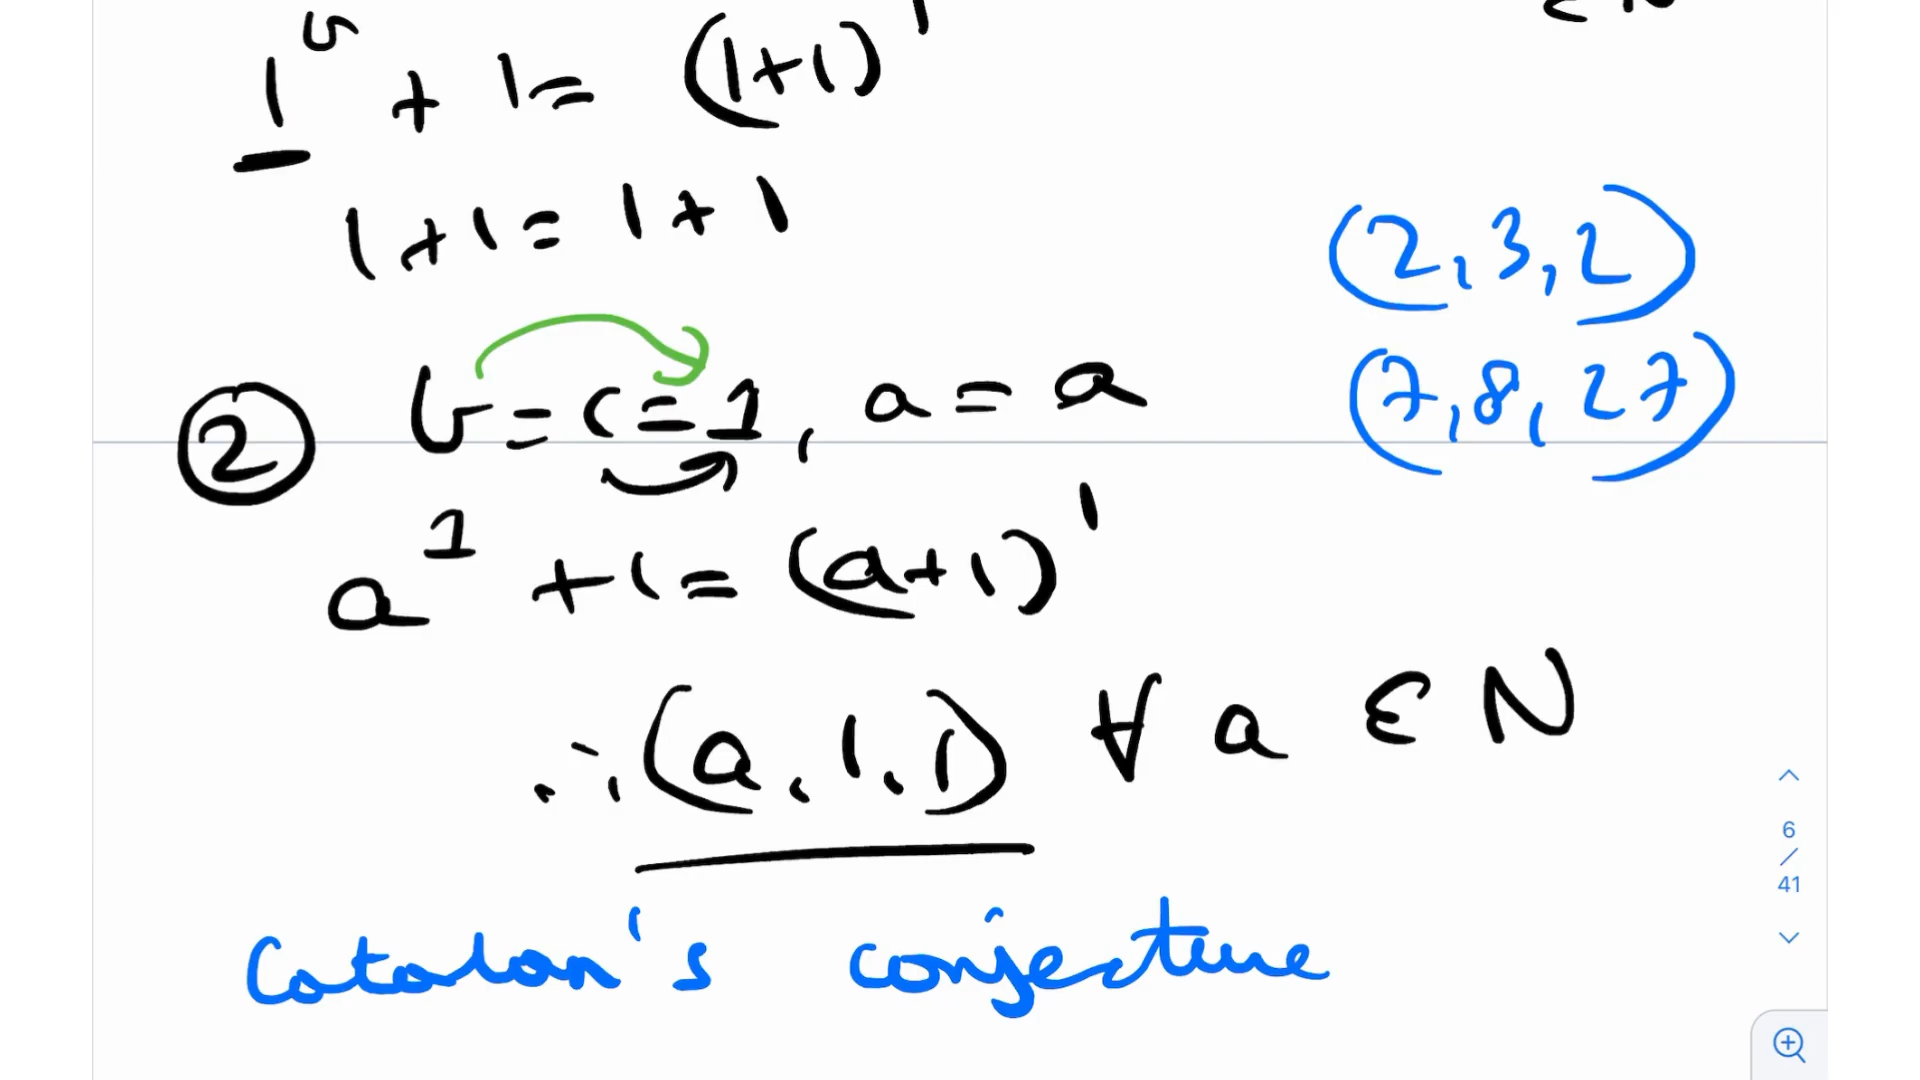 ∈ N
1^b + 1 = (1+1)^1
1+1 = 1+1
(2,3,2)
(7,8,27)
② b=c=1, a=a
a^1 +1= (a+1)^1
∴ (a,1,1) ∀ a ∈ N
Catalan's conjecture
6
/
41